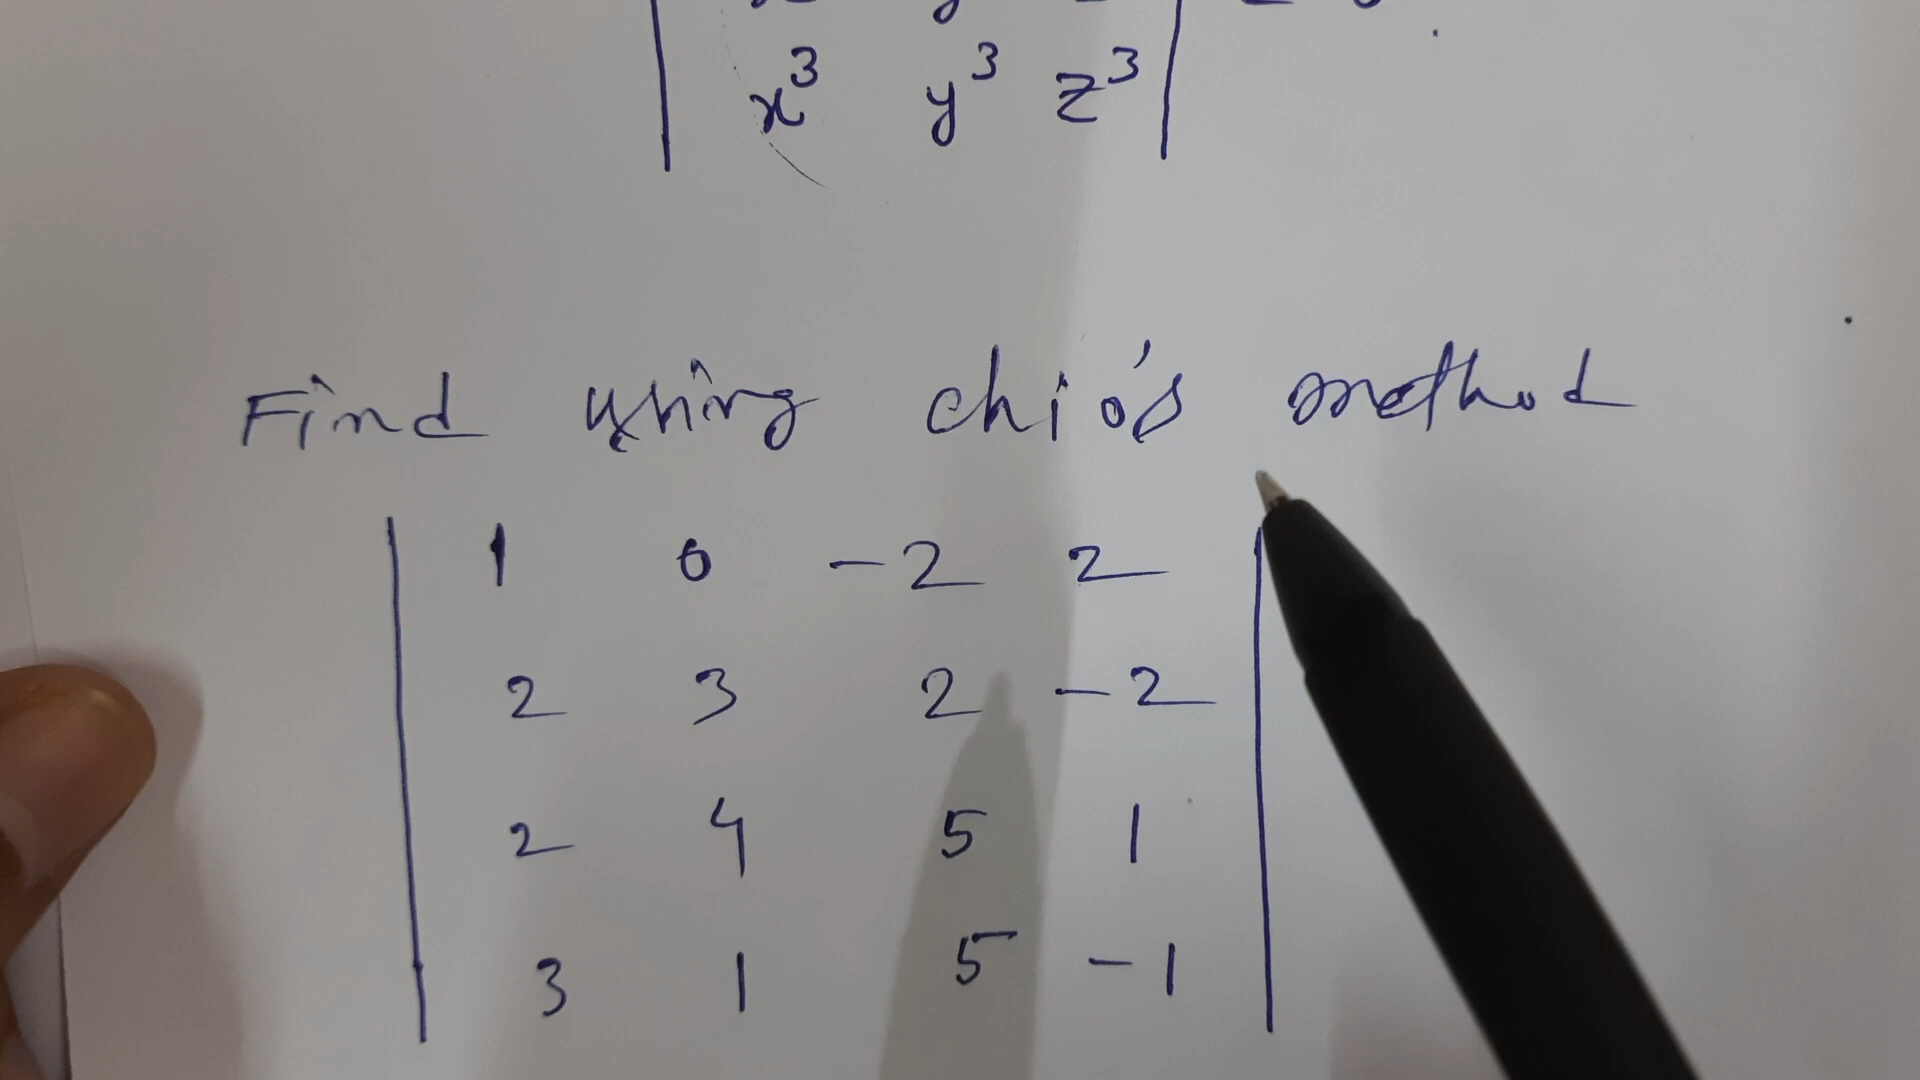 x³ y³ z³
Find using chio's method
1 0 -2 2
2 3 2 -2
2 4 5 1
3 1 5 -1